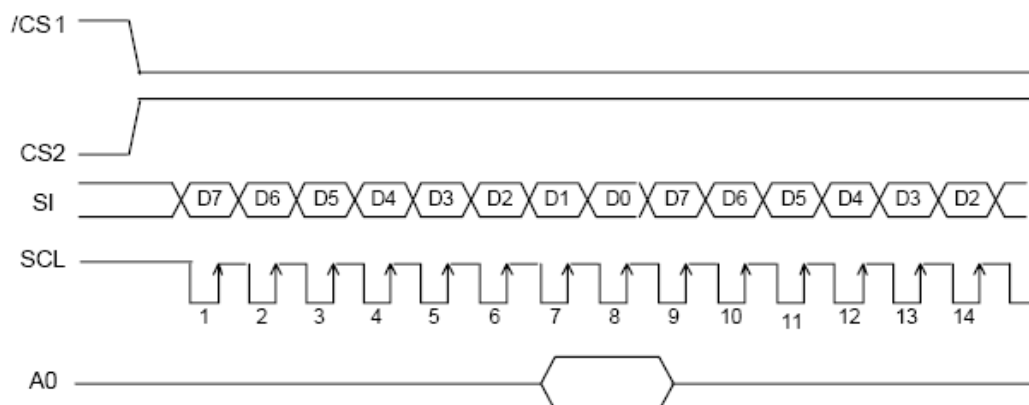 /CS1
CS2
SI D7 D6 D5 D4 D3 D2 D1 D0 D7 D6 D5 D4 D3 D2
SCL
1 2 3 4 5 6 7 8 9 10 11 12 13 14
A0